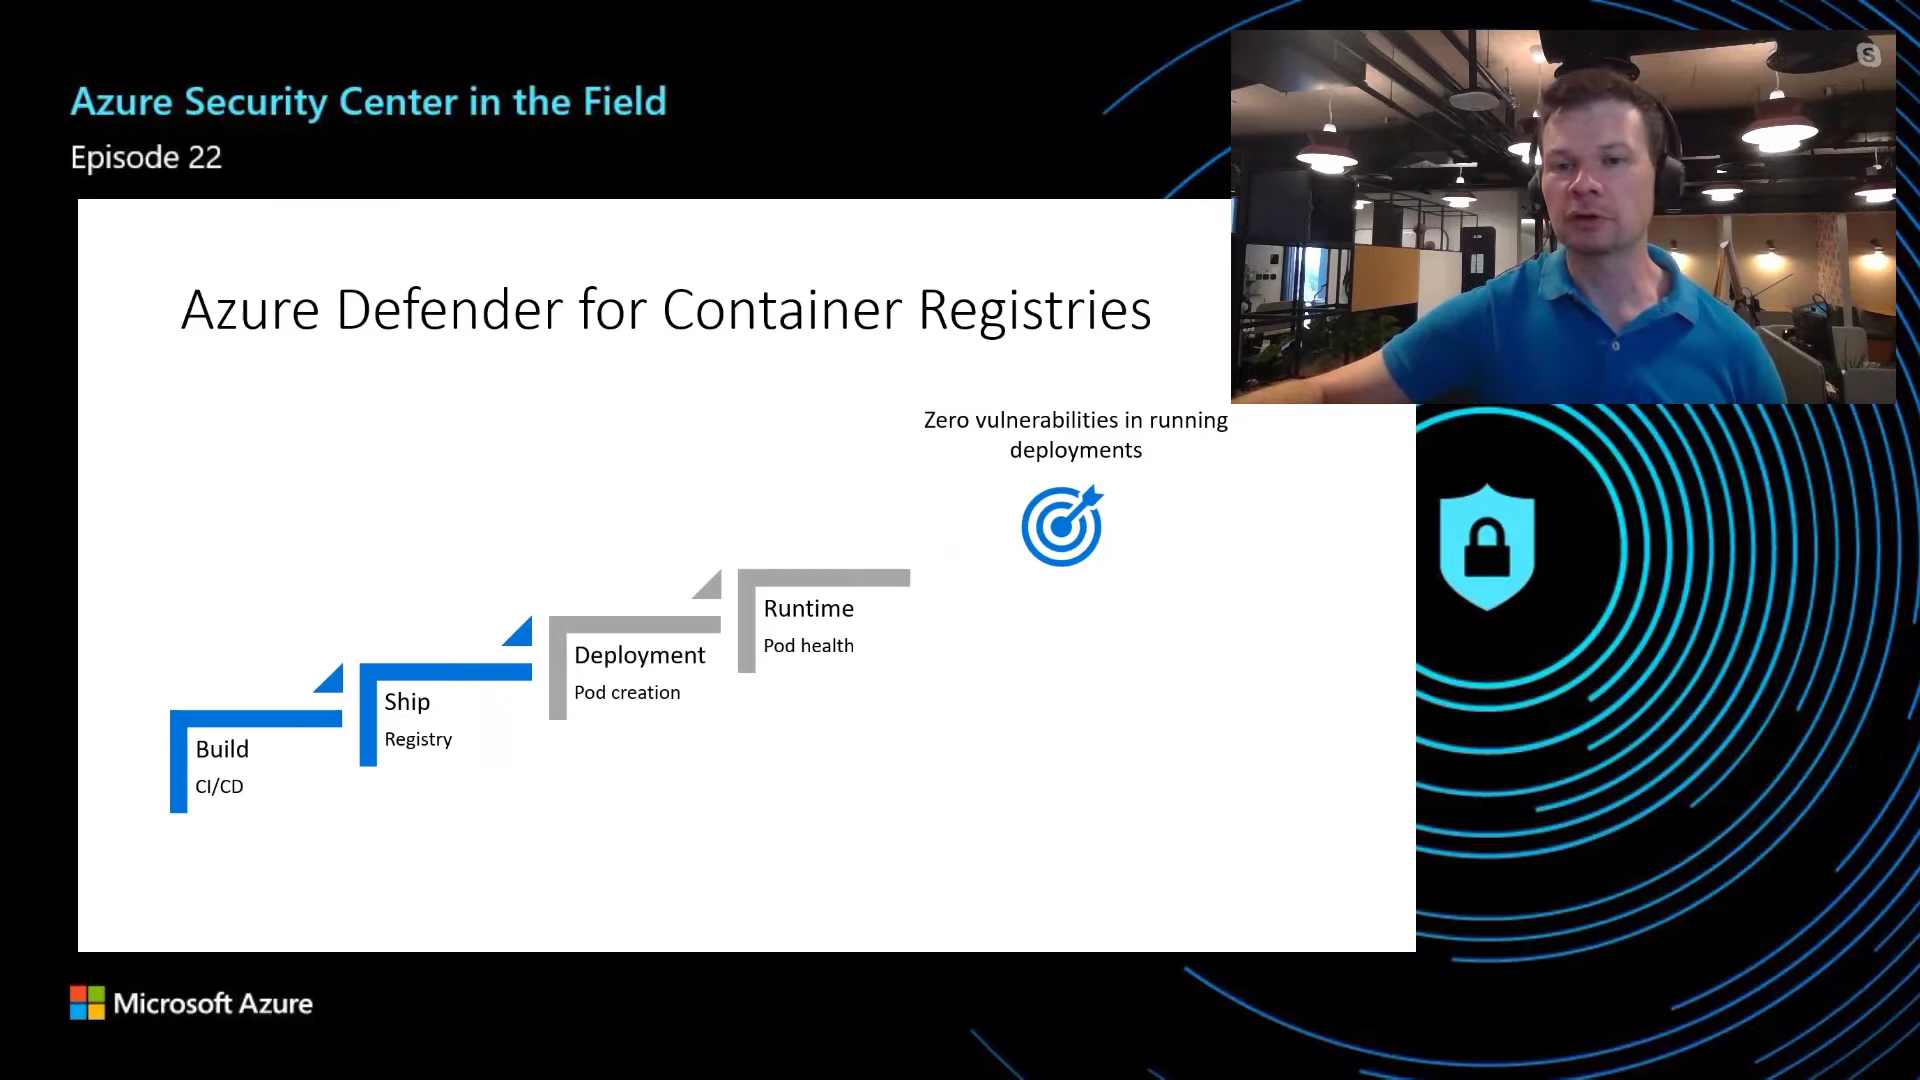 Azure Security Center in the Field
Episode 22
Azure Defender for Container Registries
Zero vulnerabilities in running
deployments
Runtime
Pod health
Deployment
Pod creation
Ship
Registry
Build
CI/CD
Microsoft Azure